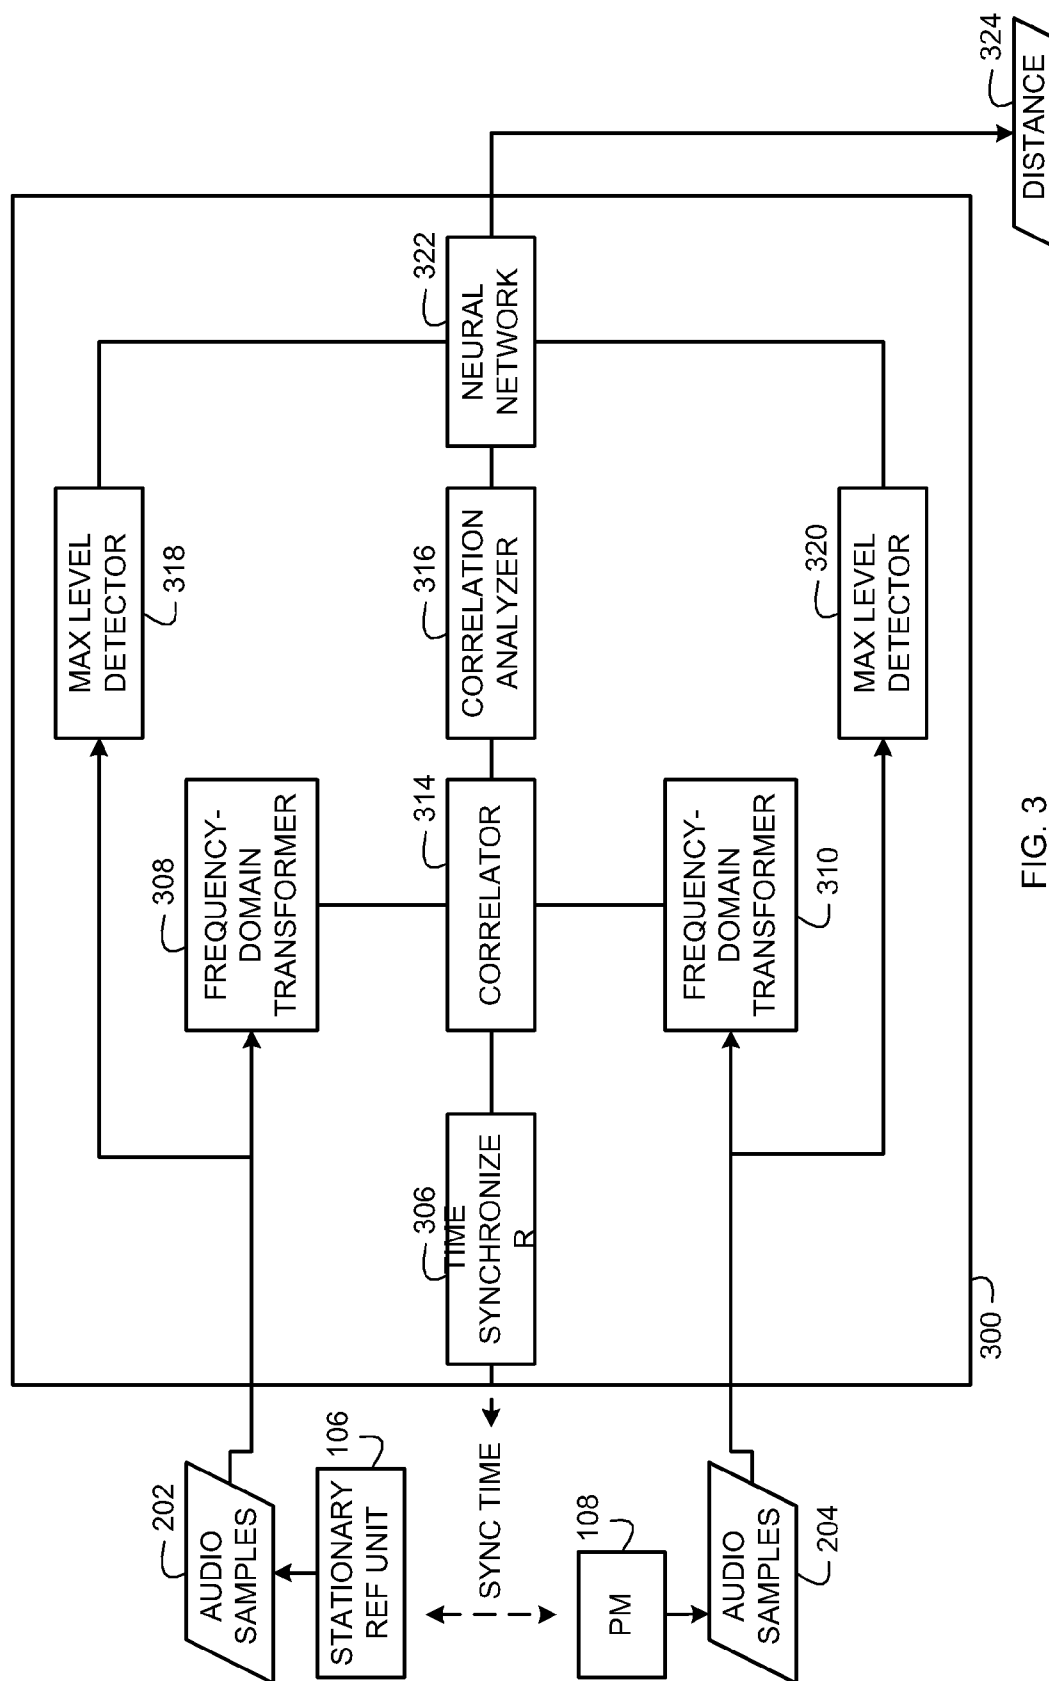 202
AUDIO
SAMPLES
106
STATIONARY
REF UNIT
SYNC TIME
108
PM
AUDIO
SAMPLES
204
306
TIME
SYNCHRONIZE
R
300
308
FREQUENCY-
DOMAIN
TRANSFORMER
314
CORRELATOR
FREQUENCY-
DOMAIN
TRANSFORMER
310
MAX LEVEL
DETECTOR
318
316
CORRELATION
ANALYZER
320
MAX LEVEL
DETECTOR
322
NEURAL
NETWORK
324
DISTANCE
FIG. 3